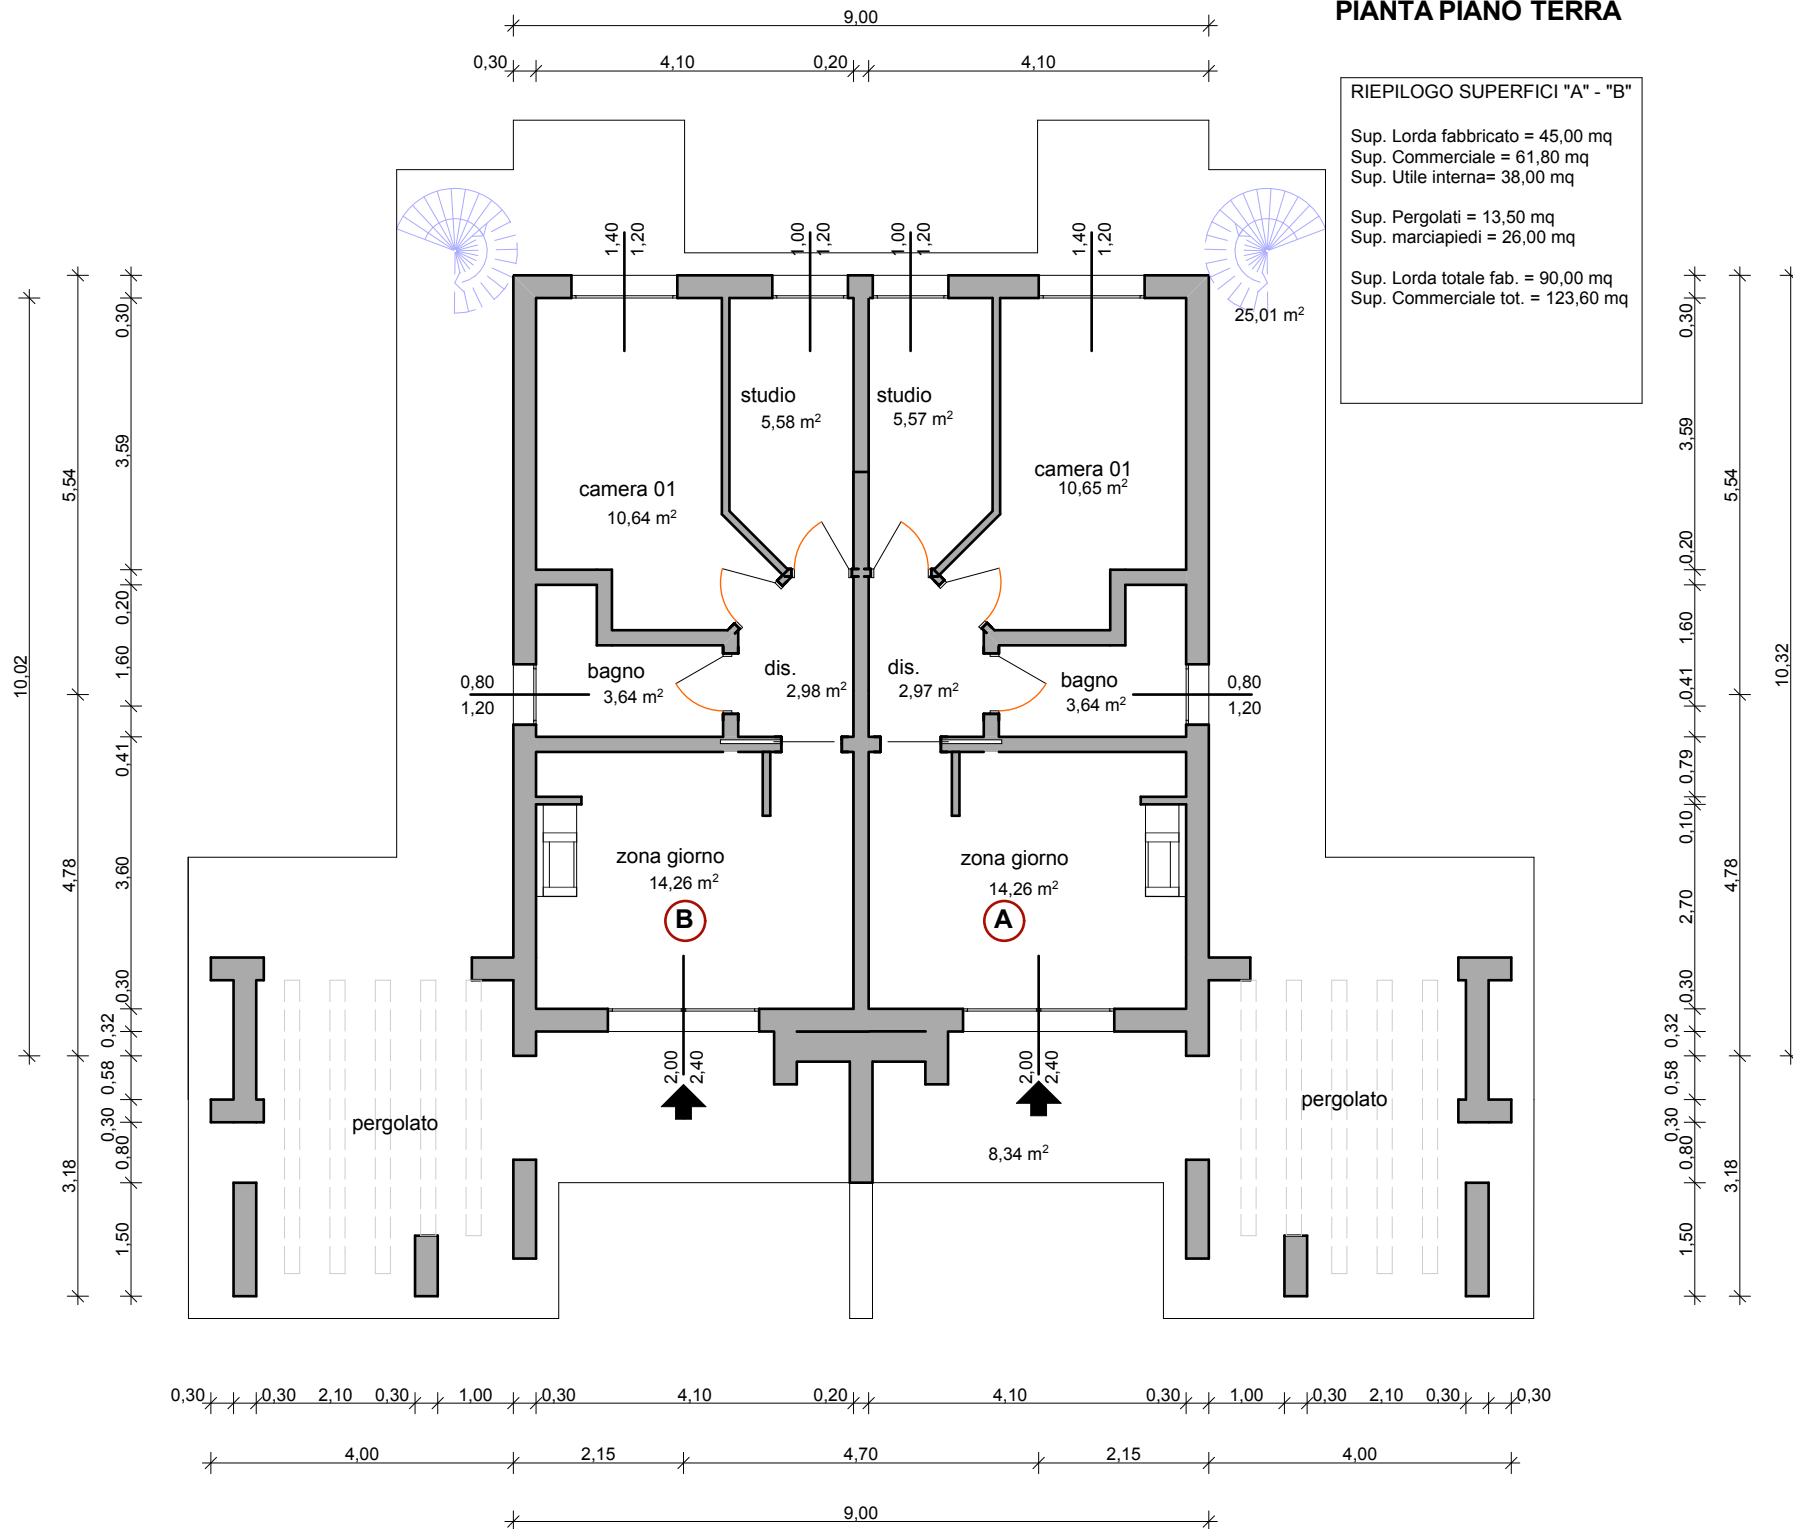 PIANTA PIANO TERRA
9,00
0,30 4,10 0,20 4,10
RIEPILOGO SUPERFICI "A" - "B"
Sup. Lorda fabbricato = 45,00 mq
Sup. Commerciale = 61,80 mq
Sup. Utile interna= 38,00 mq
Sup. Pergolati = 13,50 mq
Sup. marciapiedi = 26,00 mq
Sup. Lorda totale fab. = 90,00 mq
Sup. Commerciale tot. = 123,60 mq
1,40
1,20
1,00
1,20
1,00
1,20
1,40
1,20
25,01 m²
studio
5,58 m²
studio
5,57 m²
camera 01
10,64 m²
camera 01
10,65 m²
bagno
3,64 m²
dis.
2,98 m²
dis.
2,97 m²
bagno
3,64 m²
0,80
1,20
0,80
1,20
zona giorno
14,26 m²
B
zona giorno
14,26 m²
A
2,00
2,40
2,00
2,40
pergolato
pergolato
8,34 m²
10,02
5,54
4,78
3,18
0,30
3,59
0,20
1,60
0,41
3,60
0,30
0,32
0,58
0,30
0,80
1,50
0,30
3,59
0,20
1,60
0,41
0,79
0,10
2,70
0,30
0,32
0,58
0,30
0,80
1,50
5,54
4,78
3,18
10,32
0,30 0,30 2,10 0,30 1,00 0,30 4,10 0,20 4,10 0,30 1,00 0,30 2,10 0,30 0,30
4,00 2,15 4,70 2,15 4,00
9,00